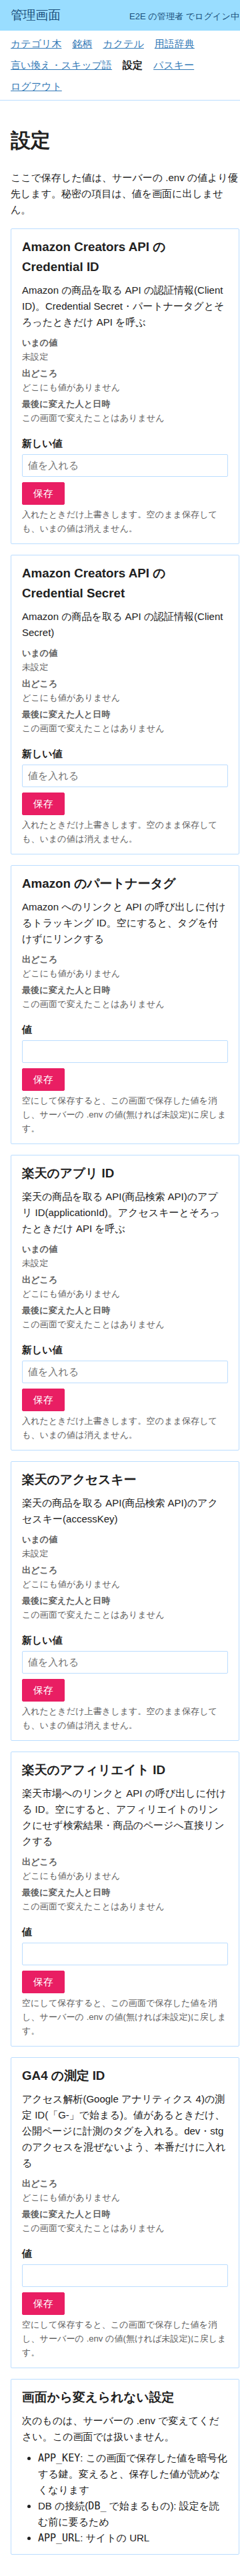 管理画面
E2E の管理者 でログイン中
カテゴリ木 銘柄 カクテル 用語辞典
言い換え・スキップ語 設定 パスキー
ログアウト
設定
ここで保存した値は、サーバーの .env の値より優
先します。秘密の項目は、値を画面に出しませ
ん。
Amazon Creators API の
Credential ID
Amazon の商品を取る API の認証情報(Client
ID)。Credential Secret・パートナータグとそ
ろったときだけ API を呼ぶ
いまの値
未設定
出どころ
どこにも値がありません
最後に変えた人と日時
この画面で変えたことはありません
新しい値
値を入れる
保存
入れたときだけ上書きします。空のまま保存して
も、いまの値は消えません。
Amazon Creators API の
Credential Secret
Amazon の商品を取る API の認証情報(Client
Secret)
いまの値
未設定
出どころ
どこにも値がありません
最後に変えた人と日時
この画面で変えたことはありません
新しい値
値を入れる
保存
入れたときだけ上書きします。空のまま保存して
も、いまの値は消えません。
Amazon のパートナータグ
Amazon へのリンクと API の呼び出しに付け
るトラッキング ID。空にすると、タグを付
けずにリンクする
出どころ
どこにも値がありません
最後に変えた人と日時
この画面で変えたことはありません
値
保存
空にして保存すると、この画面で保存した値を消
し、サーバーの .env の値(無ければ未設定)に戻しま
す。
楽天のアプリ ID
楽天の商品を取る API(商品検索 API)のアプ
リ ID(applicationId)。アクセスキーとそろっ
たときだけ API を呼ぶ
いまの値
未設定
出どころ
どこにも値がありません
最後に変えた人と日時
この画面で変えたことはありません
新しい値
値を入れる
保存
入れたときだけ上書きします。空のまま保存して
も、いまの値は消えません。
楽天のアクセスキー
楽天の商品を取る API(商品検索 API)のアク
セスキー(accessKey)
いまの値
未設定
出どころ
どこにも値がありません
最後に変えた人と日時
この画面で変えたことはありません
新しい値
値を入れる
保存
入れたときだけ上書きします。空のまま保存して
も、いまの値は消えません。
楽天のアフィリエイト ID
楽天市場へのリンクと API の呼び出しに付け
る ID。空にすると、アフィリエイトのリン
クにせず検索結果・商品のページへ直接リン
クする
出どころ
どこにも値がありません
最後に変えた人と日時
この画面で変えたことはありません
値
保存
空にして保存すると、この画面で保存した値を消
し、サーバーの .env の値(無ければ未設定)に戻しま
す。
GA4 の測定 ID
アクセス解析(Google アナリティクス 4)の測
定 ID(「G-」で始まる)。値があるときだけ、
公開ページに計測のタグを入れる。dev・stg
のアクセスを混ぜないよう、本番だけに入れ
る
出どころ
どこにも値がありません
最後に変えた人と日時
この画面で変えたことはありません
値
保存
空にして保存すると、この画面で保存した値を消
し、サーバーの .env の値(無ければ未設定)に戻しま
す。
画面から変えられない設定
次のものは、サーバーの .env で変えてくだ
さい。この画面では扱いません。
• APP_KEY: この画面で保存した値を暗号化
する鍵。変えると、保存した値が読めな
くなります
• DB の接続(DB_ で始まるもの): 設定を読
む前に要るため
• APP_URL: サイトの URL